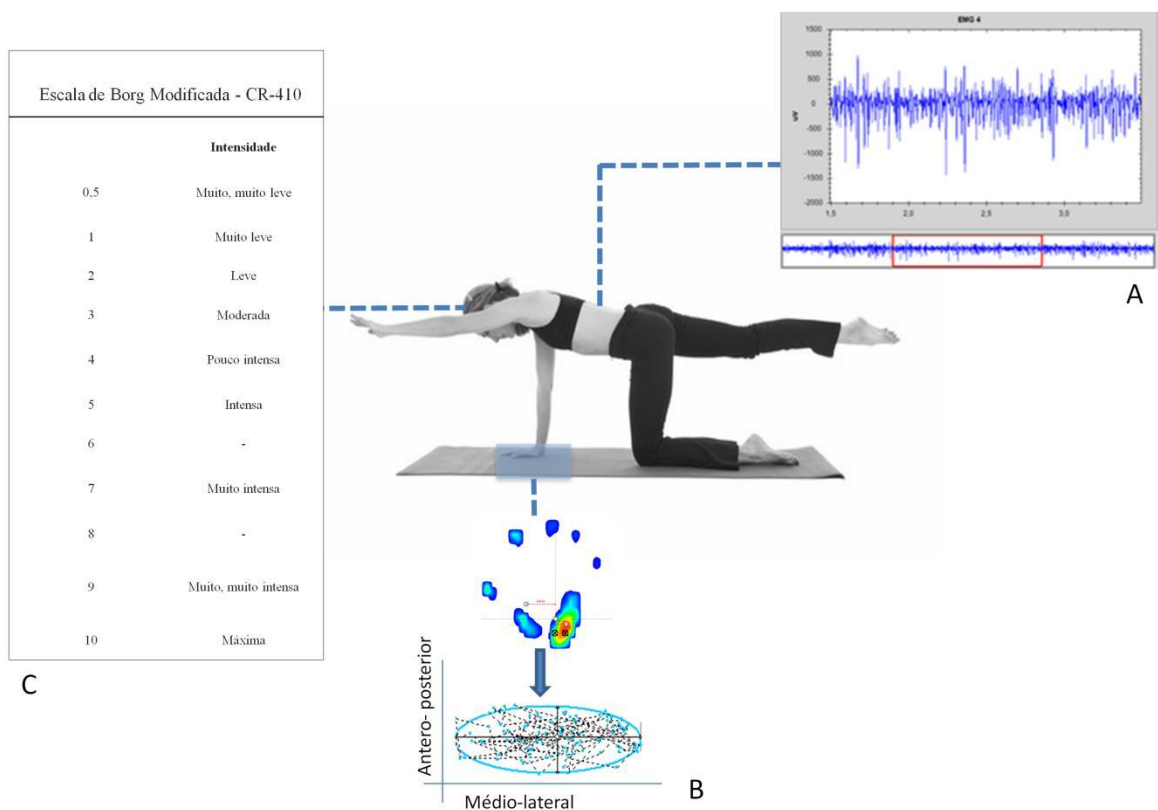 Escala de Borg Modificada - CR-410
Intensidade
0,5 Muito, muito leve
1 Muito leve
2 Leve
3 Moderada
4 Pouco intensa
5 Intensa
6 -
7 Muito intensa
8 -
9 Muito, muito intensa
10 Máxima
C
EMG 4
uV
1500
1000
500
0
-500
-1000
-1500
-2000
1,5 2,0 2,5 3,0
A
Antero- posterior
Médio-lateral
B